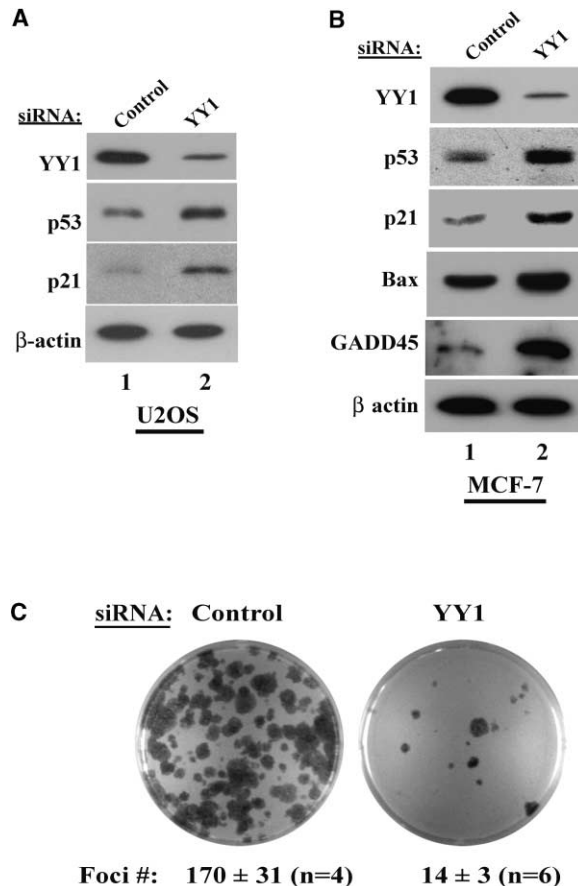 A
siRNA: Control YY1
YY1
p53
p21
β-actin
1 2
U2OS
B
siRNA: Control YY1
YY1
p53
p21
Bax
GADD45
β actin
1 2
MCF-7
C
siRNA: Control YY1
Foci #: 170 ± 31 (n=4) 14 ± 3 (n=6)